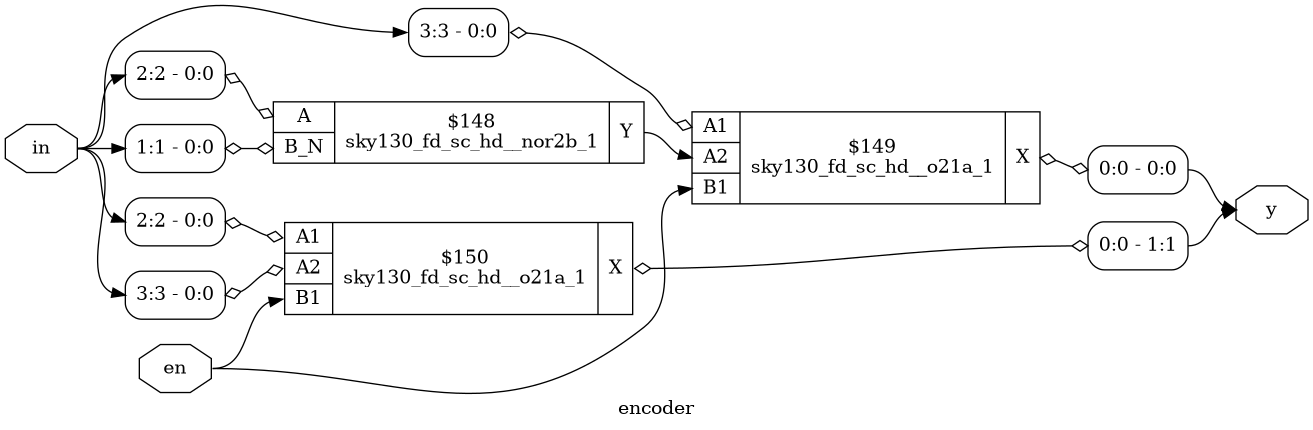 in
en
2:2 - 0:0
1:1 - 0:0
2:2 - 0:0
3:3 - 0:0
3:3 - 0:0
A
B_N
$148
sky130_fd_sc_hd__nor2b_1
Y
A1
A2
B1
$150
sky130_fd_sc_hd__o21a_1
X
A1
A2
B1
$149
sky130_fd_sc_hd__o21a_1
X
0:0 - 0:0
0:0 - 1:1
y
encoder